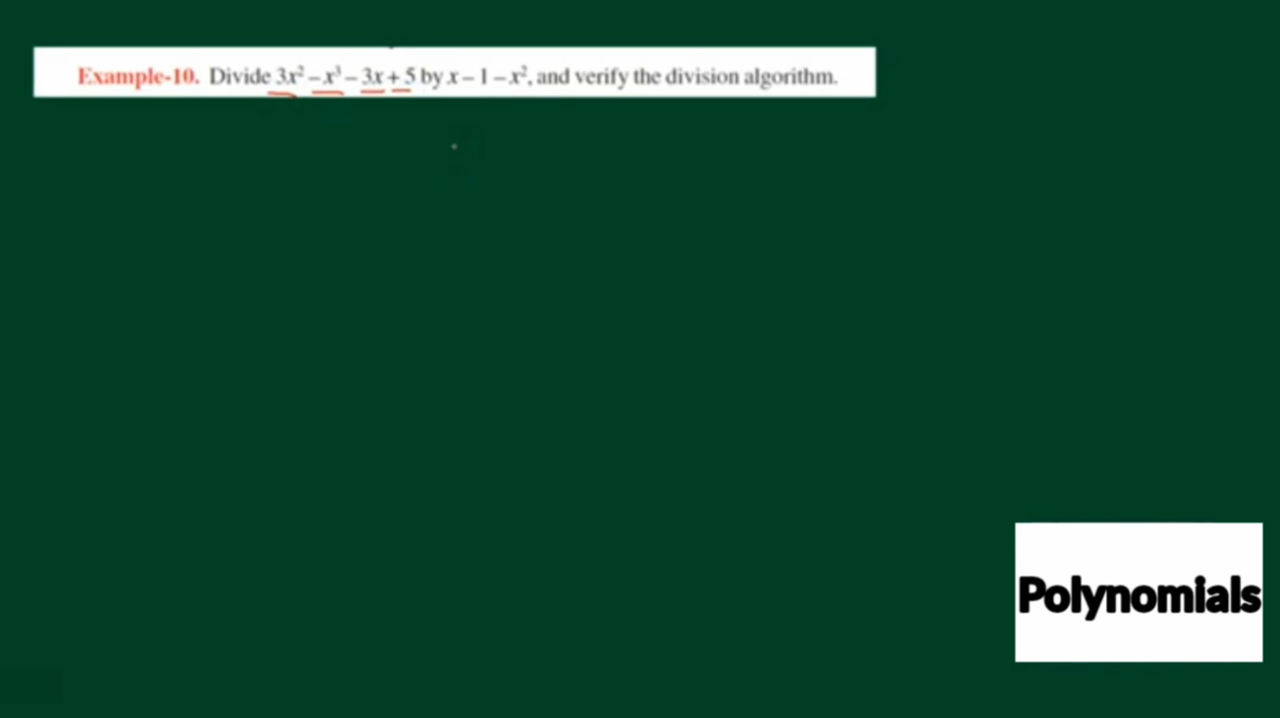 Example-10. Divide 3x² – x³ – 3x + 5 by x – 1 – x², and verify the division algorithm.
Polynomials